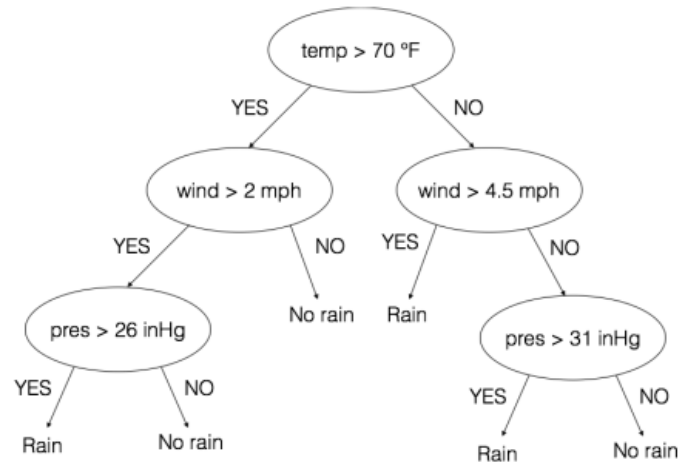 temp > 70 ºF
YES
NO
wind > 2 mph
wind > 4.5 mph
YES
NO
YES
NO
No rain
Rain
pres > 26 inHg
pres > 31 inHg
YES
NO
YES
NO
Rain
No rain
Rain
No rain